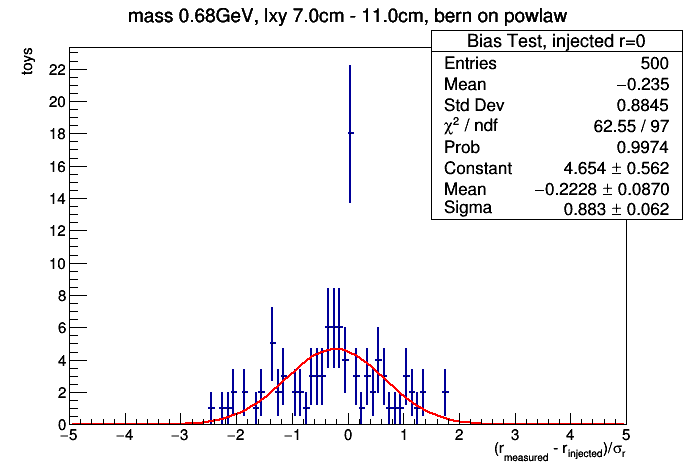 mass 0.68GeV, lxy 7.0cm - 11.0cm, bern on powlaw
Bias Test, injected r=0
Entries 500
Mean −0.235
Std Dev 0.8845
χ² / ndf 62.55 / 97
Prob 0.9974
Constant 4.654 ± 0.562
Mean −0.2228 ± 0.0870
Sigma 0.883 ± 0.062
toys
22
20
18
16
14
12
10
8
6
4
2
0
−5 −4 −3 −2 −1 0 1 2 3 4 5
(r_measured - r_injected)/σ_r